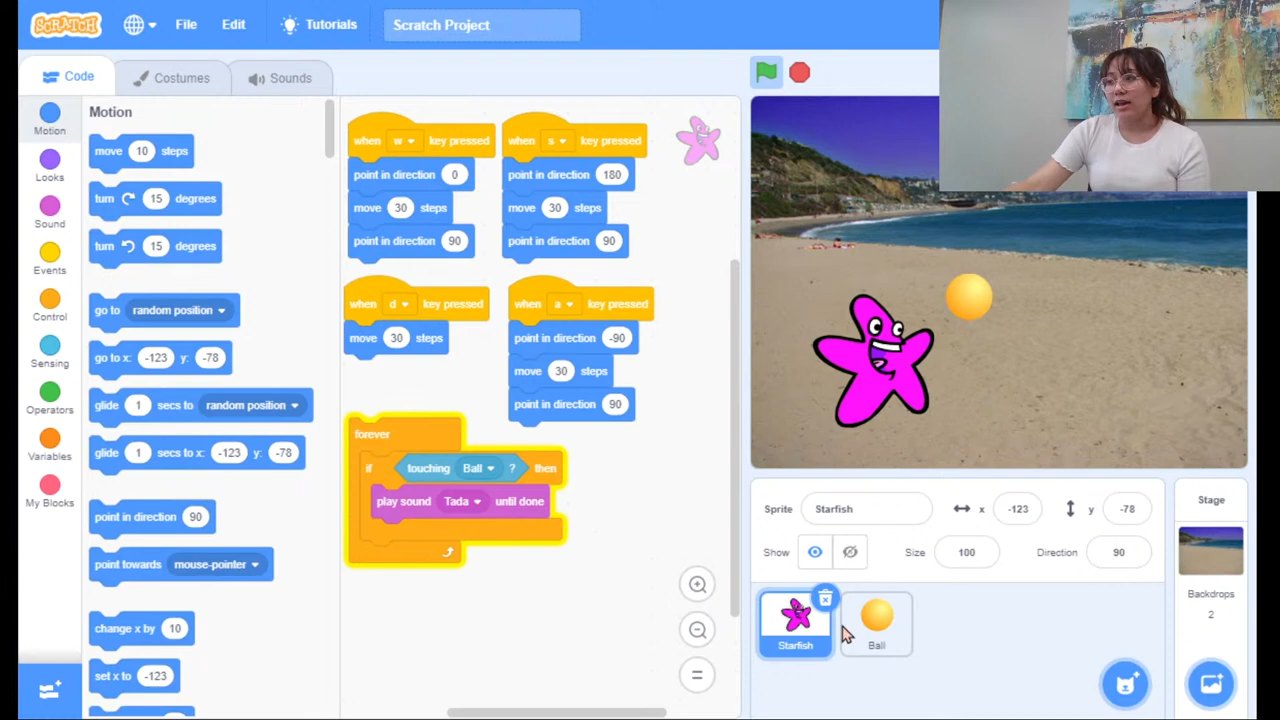 SCRATCH
File
Edit
Tutorials
Scratch Project
Code
Costumes
Sounds
Motion
Looks
Sound
Events
Control
Sensing
Operators
Variables
My Blocks
Motion
move 10 steps
turn 15 degrees
turn 15 degrees
go to random position
go to x: -123 y: -78
glide 1 secs to random position
glide 1 secs to x: -123 y: -78
point in direction 90
point towards mouse-pointer
change x by 10
set x to -123
when w key pressed
point in direction 0
move 30 steps
point in direction 90
when s key pressed
point in direction 180
move 30 steps
point in direction 90
when d key pressed
move 30 steps
when a key pressed
point in direction -90
move 30 steps
point in direction 90
forever
if touching Ball ? then
play sound Tada until done
Sprite Starfish x -123 y -78
Show Size 100 Direction 90
Starfish
Ball
Stage
Backdrops
2